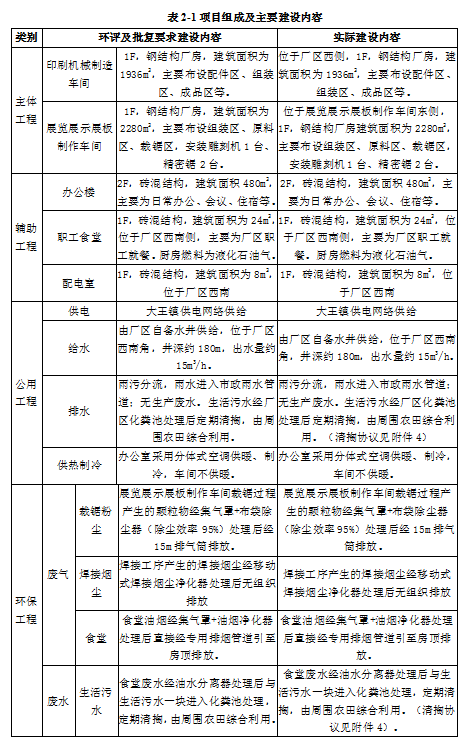 表 2-1 项目组成及主要建设内容
类别
环评及批复要求建设内容
实际建设内容
主体
工程
印刷机械制造
车间
1F，钢结构厂房，建筑面积为
1936m²，主要布设配件区、组装
区、成品区等。
位于厂区西侧，1F，钢结构厂房，建
筑面积为 1936m²，主要布设配件区、
组装区、成品区等。
展览展示展板
制作车间
1F，钢结构厂房，建筑面积为
2280m²，主要布设组装区、原料
区、裁锯区，安装雕刻机 1 台、
精密锯 2 台。
位于展览展示展板制作车间东侧，
1F，钢结构厂房建筑面积为 2280m²，
主要布设组装区、原料区、裁锯区，
安装雕刻机 1 台、精密锯 2 台。
辅助
工程
办公楼
2F，砖混结构，建筑面积 480m²，
主要为日常办公、会议、住宿等。
2F，砖混结构，建筑面积 480m²，主
要为日常办公、会议、住宿等。
职工食堂
1F，砖混结构，建筑面积为 24m²，
位于厂区西南侧，主要为厂区职
工就餐。厨房燃料为液化石油气。
1F，砖混结构，建筑面积为 24m²，位
于厂区西南侧，主要为厂区职工就
餐。厨房燃料为液化石油气。
配电室
1F，砖混结构，建筑面积为 8m²，
位于厂区西南
1F，砖混结构，建筑面积为 8m²，位
于厂区西南
公用
工程
供电
大王镇供电网络供给
大王镇供电网络供给
给水
由厂区自备水井供给，位于厂区
西南角，井深约 180m，出水量约
15m³/h。
由厂区自备水井供给，位于厂区西南
角，井深约 180m，出水量约 15m³/h。
排水
雨污分流，雨水进入市政雨水管
道；无生产废水。生活污水经厂
区化粪池处理后定期清掏，由周
围农田综合利用。
雨污分流，雨水进入市政雨水管道；
无生产废水。生活污水经厂区化粪池
处理后定期清掏，由周围农田综合利
用。（清掏协议见附件 4）
供热制冷
办公室采用分体式空调供暖、制
冷，车间不供暖。
办公室采用分体式空调供暖、制冷，
车间不供暖。
环保
工程
废气
裁锯粉
尘
展览展示展板制作车间裁锯过程
产生的颗粒物经集气罩+布袋除
尘器（除尘效率 95%）处理后经
15m 排气筒排放。
展览展示展板制作车间裁锯过程产
生的颗粒物经集气罩+布袋除尘器
（除尘效率 95%）处理后经 15m 排气
筒排放。
焊接烟
尘
焊接工序产生的焊接烟尘经移动
式焊接烟尘净化器处理后无组织
排放
焊接工序产生的焊接烟尘经移动式
焊接烟尘净化器处理后无组织排放
食堂
食堂油烟经集气罩+油烟净化器
处理后直接经专用排烟管道引至
房顶排放。
食堂油烟经集气罩+油烟净化器处理
后直接经专用排烟管道引至房顶排
放。
废水
生活污
水
食堂废水经油水分离器处理后与
生活污水一块进入化粪池处理，
定期清掏，由周围农田综合利用。
食堂废水经油水分离器处理后与生
活污水一块进入化粪池处理，定期清
掏，由周围农田综合利用。（清掏协
议见附件 4）。